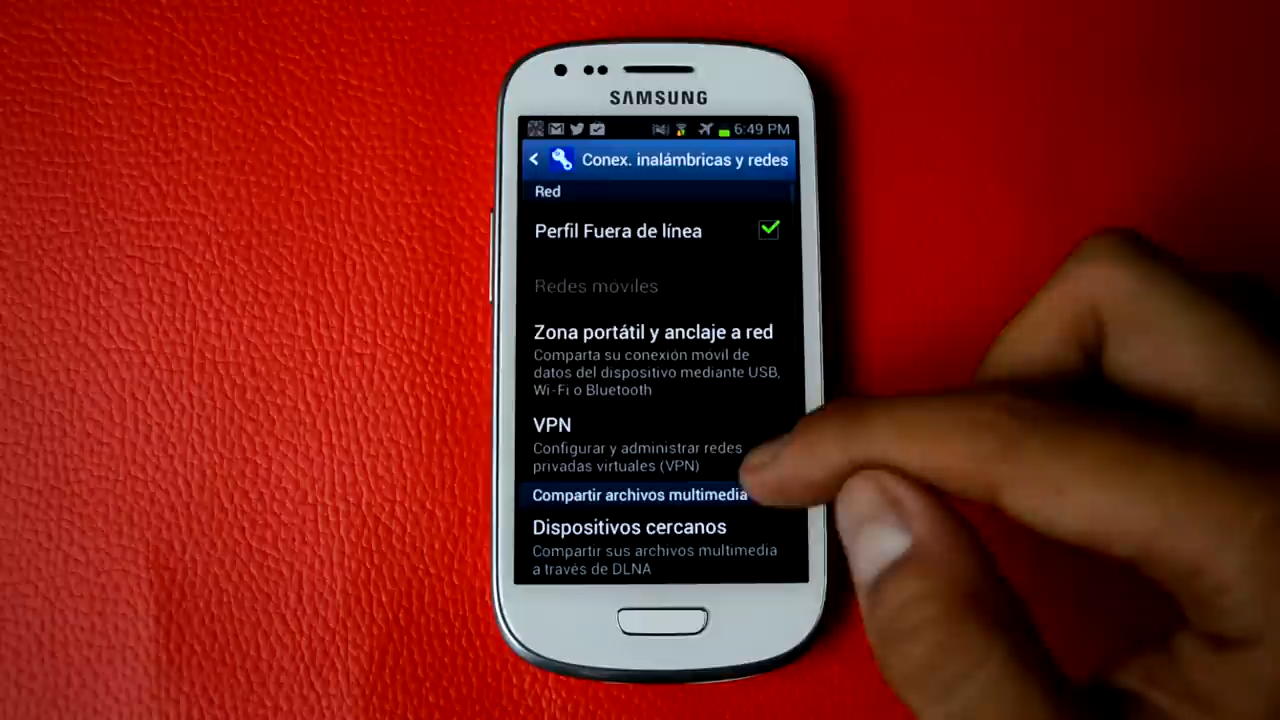 SAMSUNG
6:49 PM
Conex. inalámbricas y redes
Red
Perfil Fuera de línea
Redes móviles
Zona portátil y anclaje a red
Comparta su conexión móvil de
datos del dispositivo mediante USB,
Wi-Fi o Bluetooth
VPN
Configurar y administrar redes
privadas virtuales (VPN)
Compartir archivos multimedia
Dispositivos cercanos
Compartir sus archivos multimedia
a través de DLNA